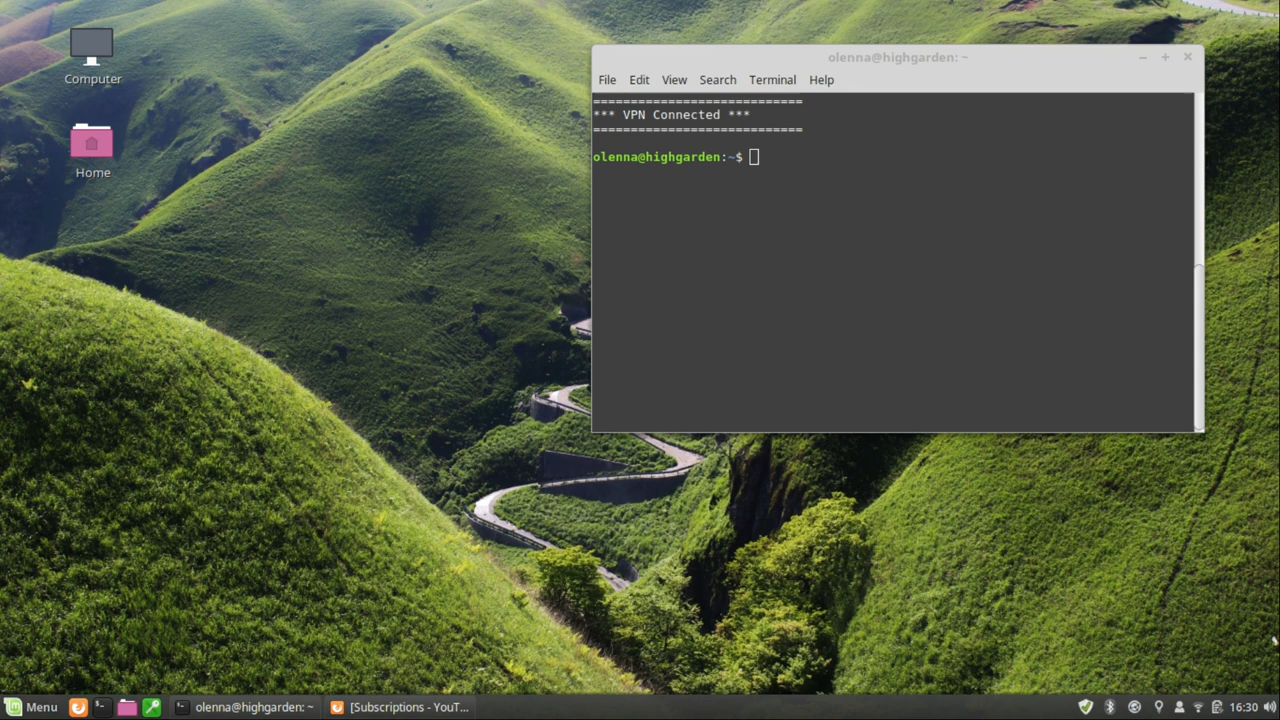 Computer
Home
olenna@highgarden: ~
File Edit View Search Terminal Help
============================
*** VPN Connected ***
============================
olenna@highgarden:~$
Menu
olenna@highgarden: ~
[Subscriptions - YouT...
16:30